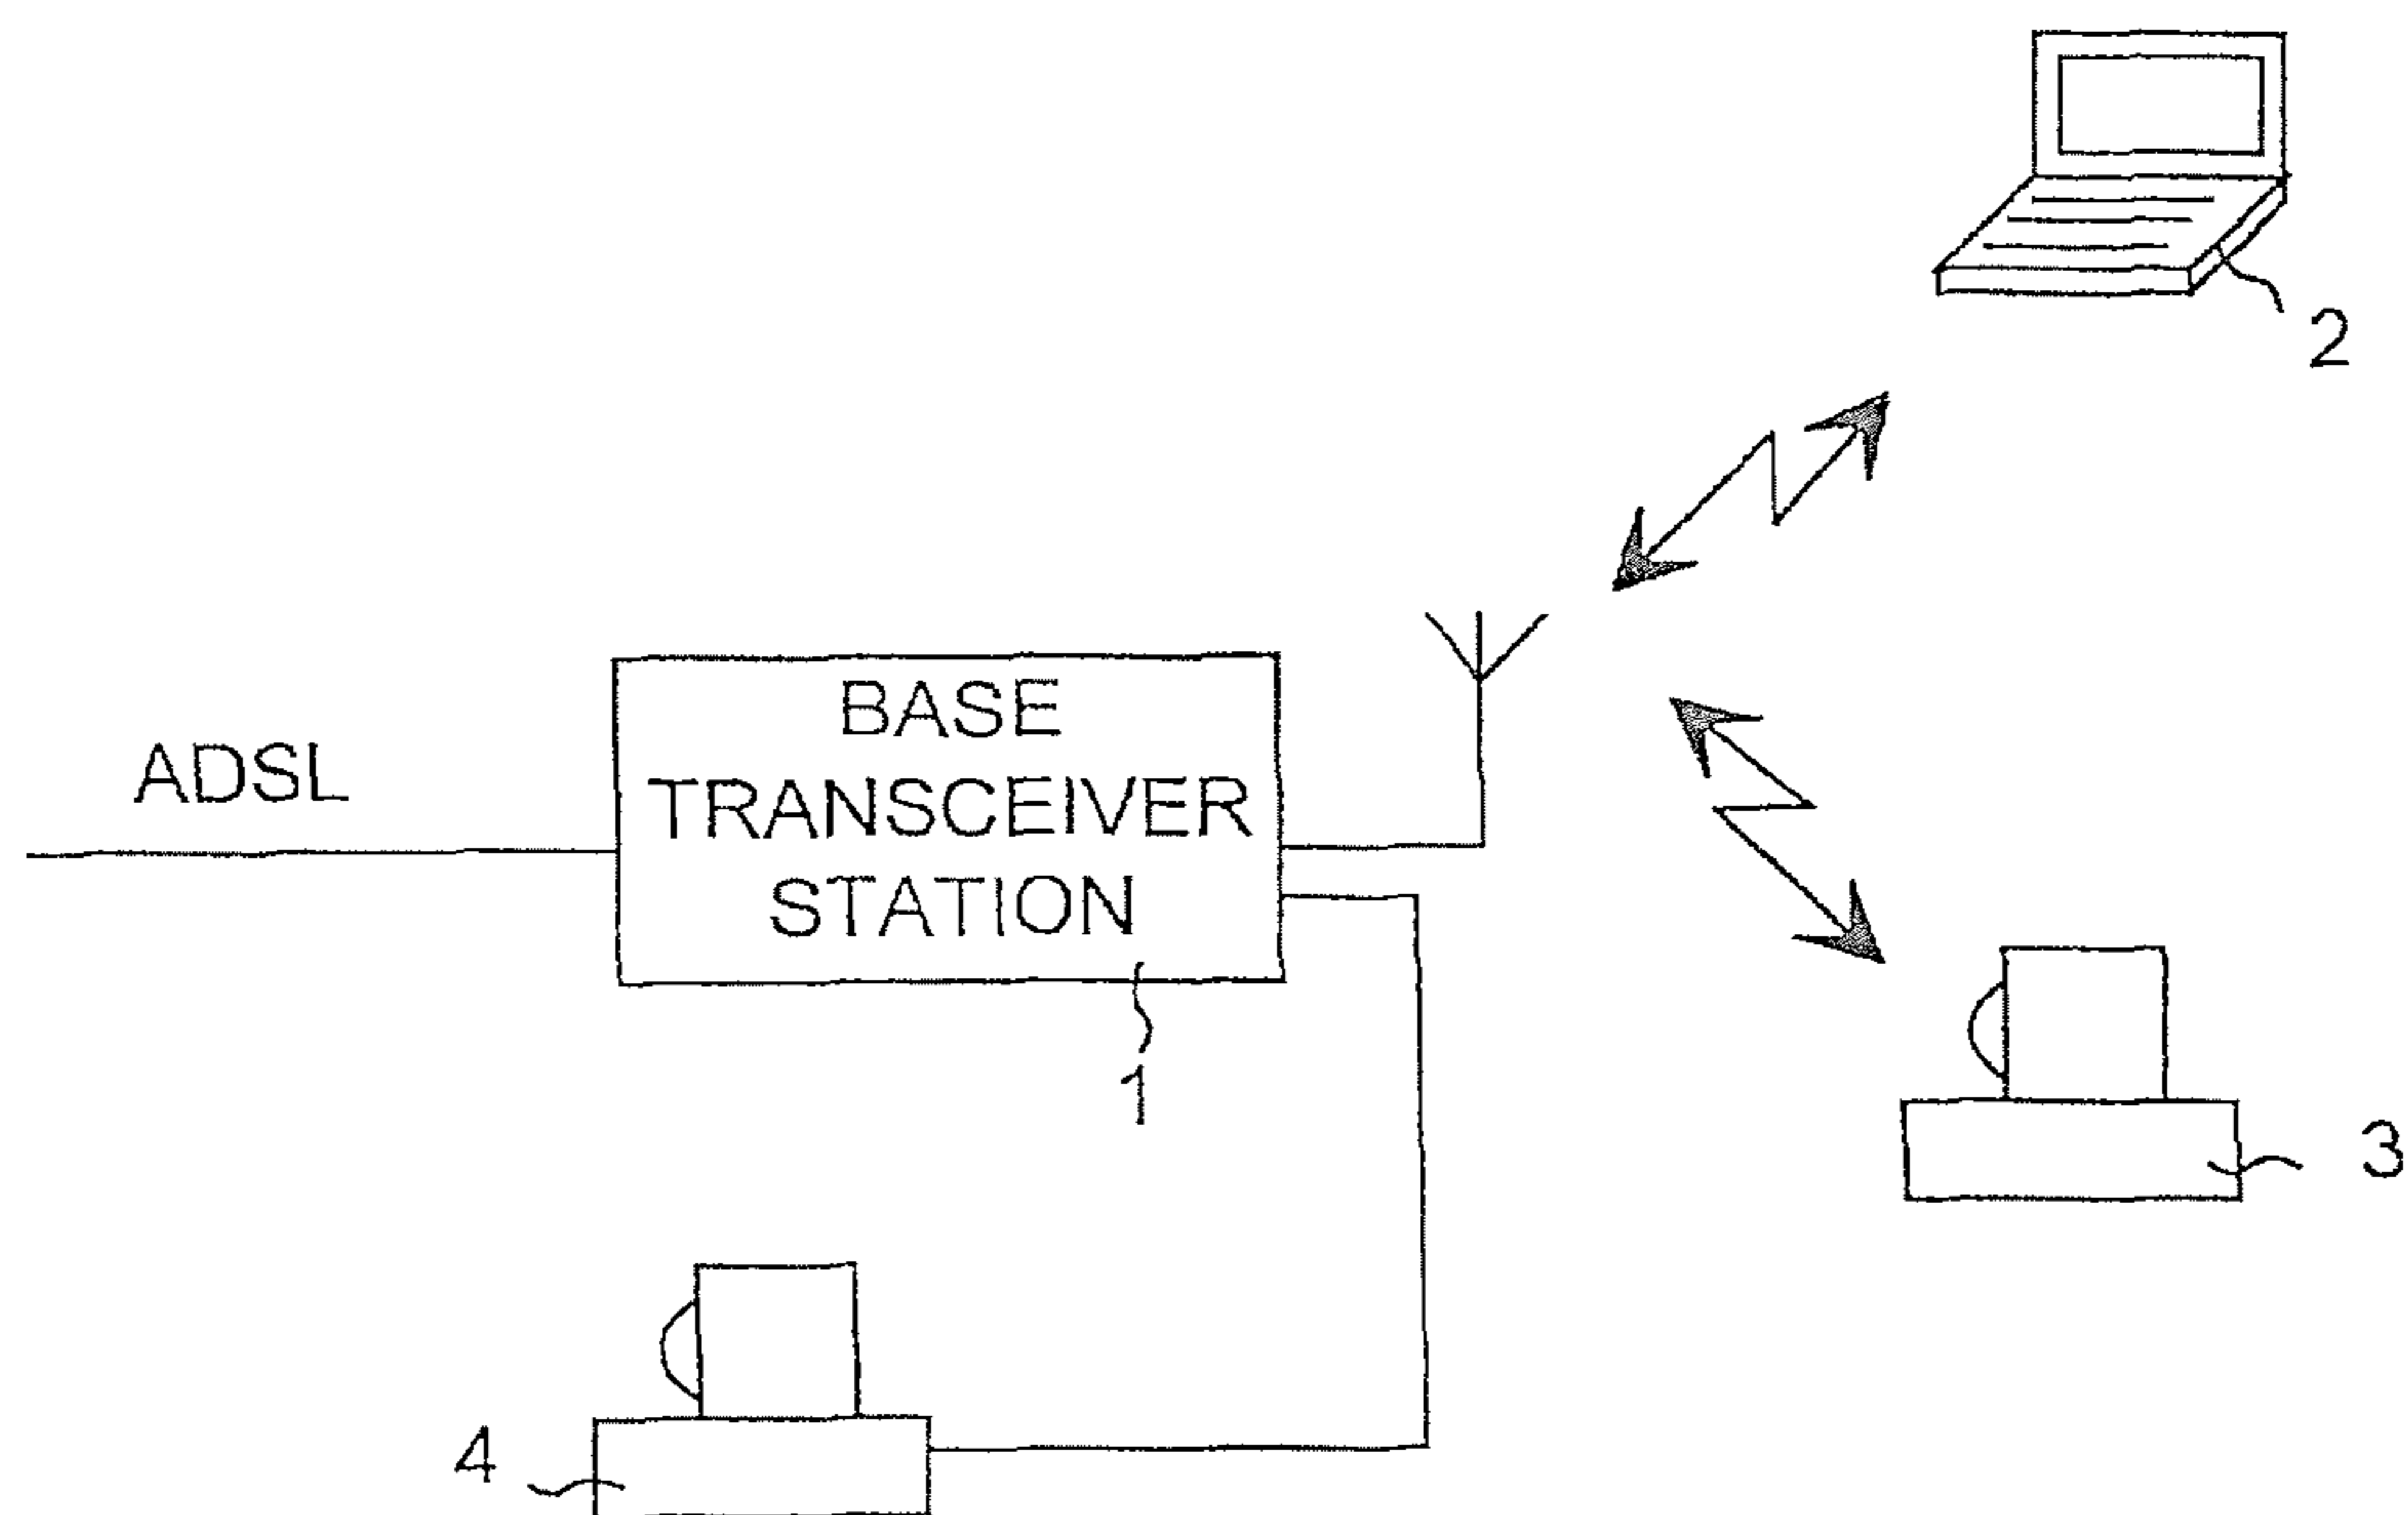 2
BASE
TRANSCEIVER
STATION
ADSL
1
3
4